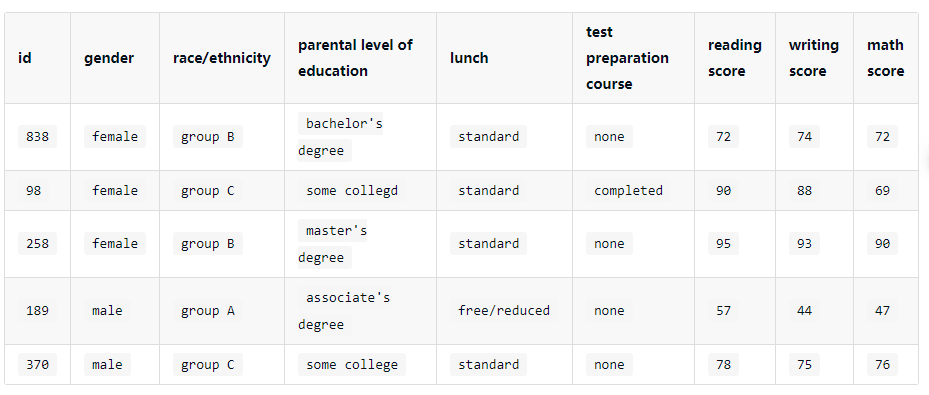 id gender race/ethnicity parental level of education lunch test preparation course reading score writing score math score
838 female group B bachelor's degree standard none 72 74 72
98 female group C some collegd standard completed 90 88 69
258 female group B master's degree standard none 95 93 90
189 male group A associate's degree free/reduced none 57 44 47
370 male group C some college standard none 78 75 76